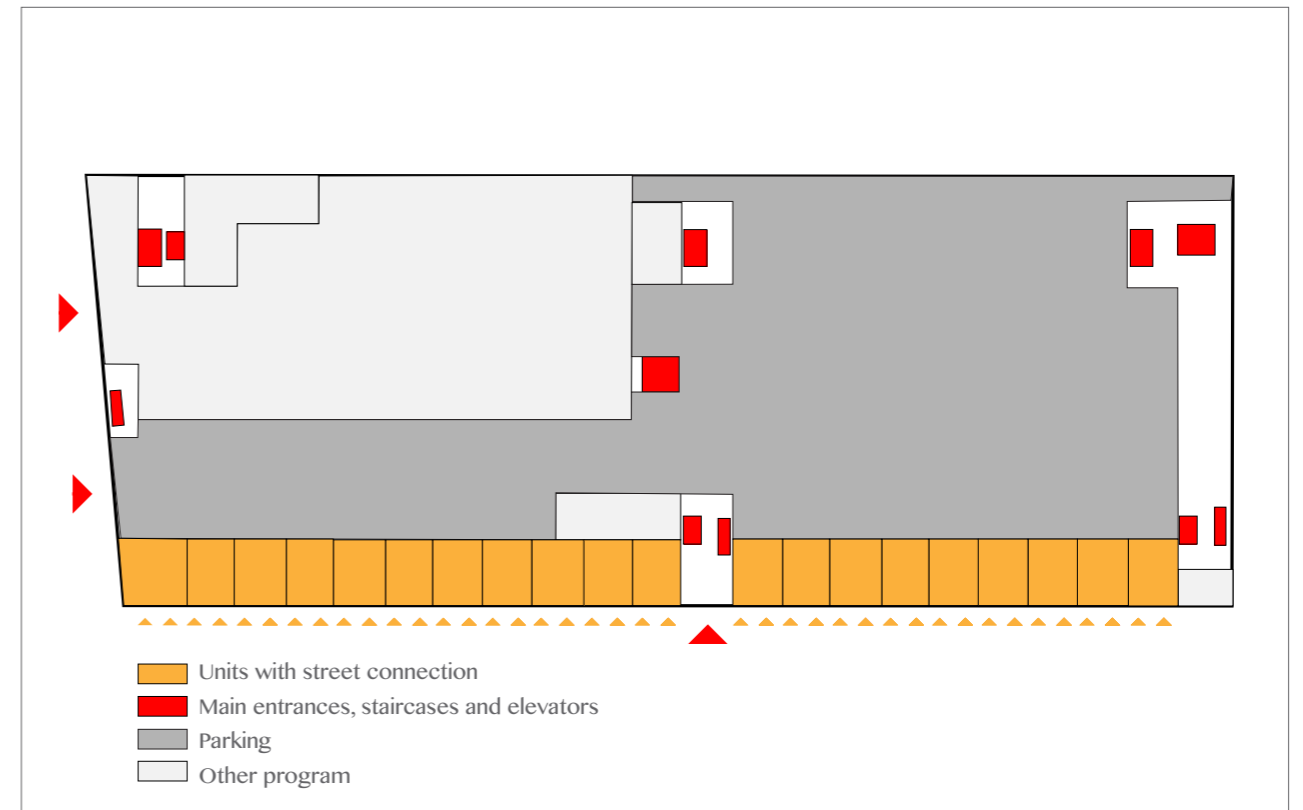 Units with street connection
Main entrances, staircases and elevators
Parking
Other program